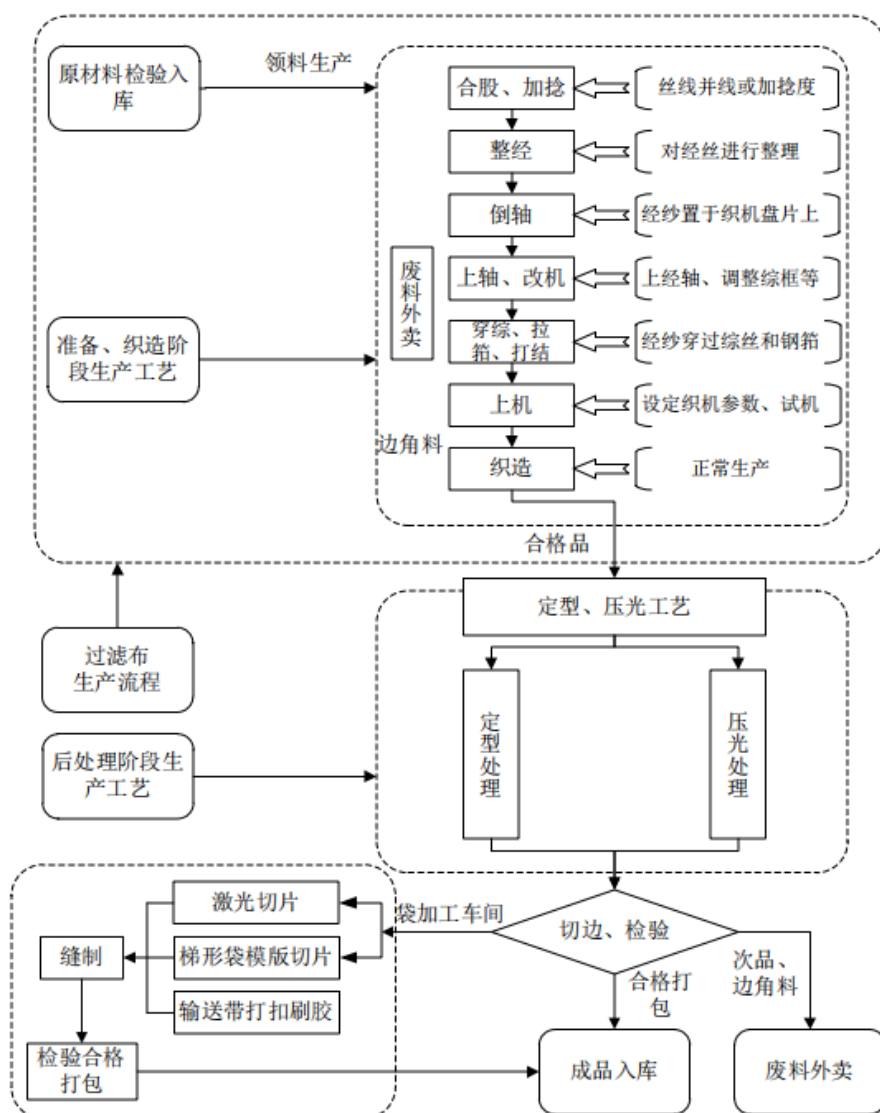 原材料检验入
库
领料生产
合股、加捻
丝线并线或加捻度
整经
对经丝进行整理
倒轴
经纱置于织机盘片上
废
料
外
卖
上轴、改机
上经轴、调整综框等
准备、织造阶
段生产工艺
穿综、拉
筘、打结
经纱穿过综丝和钢筘
上机
设定织机参数、试机
边角料
织造
正常生产
合格品
定型、压光工艺
过滤布
生产流程
定
型
处
理
压
光
处
理
后处理阶段生
产工艺
激光切片
袋加工车间
切边、检验
缝制
梯形袋模版切片
次品、
边角料
合格打
包
输送带打扣刷胶
检验合格
打包
成品入库
废料外卖